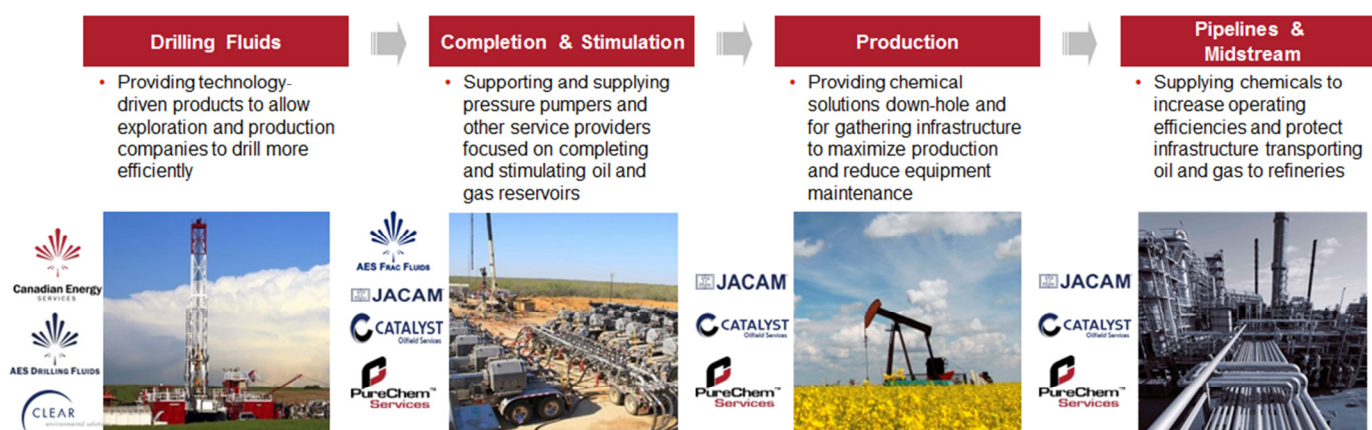 Drilling Fluids
• Providing technology-
driven products to allow
exploration and production
companies to drill more
efficiently
Canadian Energy
SERVICES
AES DRILLING FLUIDS
CLEAR
environmental solutions
Completion & Stimulation
• Supporting and supplying
pressure pumpers and
other service providers
focused on completing
and stimulating oil and
gas reservoirs
AES FRAC FLUIDS
JACAM
CATALYST
Oilfield Services
PureChem™
Services
Production
• Providing chemical
solutions down-hole and
for gathering infrastructure
to maximize production
and reduce equipment
maintenance
JACAM
CATALYST
Oilfield Services
PureChem™
Services
Pipelines &
Midstream
• Supplying chemicals to
increase operating
efficiencies and protect
infrastructure transporting
oil and gas to refineries
JACAM
CATALYST
Oilfield Services
PureChem™
Services